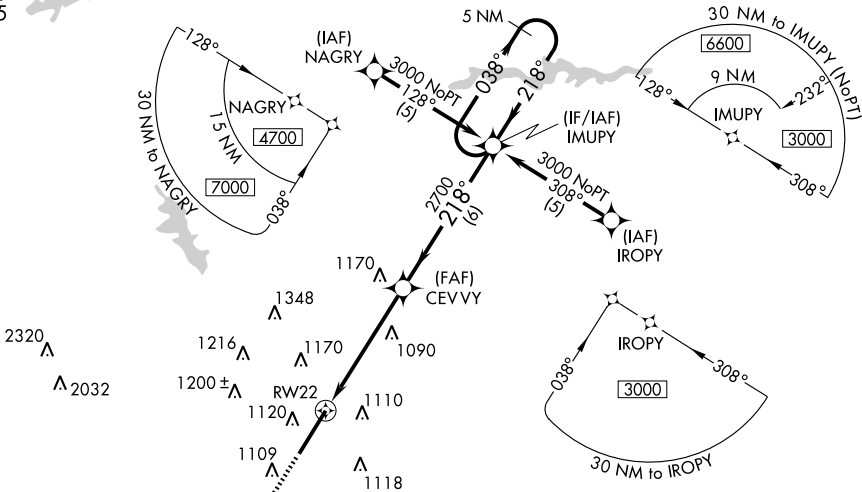 5
128°
30 NM to NAGRY
NAGRY
15 NM
4700
7000
038°
(IAF)
NAGRY
3000 NoPT
128°
(5)
5 NM
038°
218°
(IF/IAF)
IMUPY
3000 NoPT
308°
(5)
(IAF)
IROPY
30 NM to IMUPY (NoPT)
6600
9 NM
128°
232°
IMUPY
3000
308°
2700
218°
(6)
1170
(FAF)
CEVVY
1348
1090
2320
1216
1170
2032
1200 ±
RW22
1120
1110
1109
1118
IROPY
038°
308°
3000
30 NM to IROPY